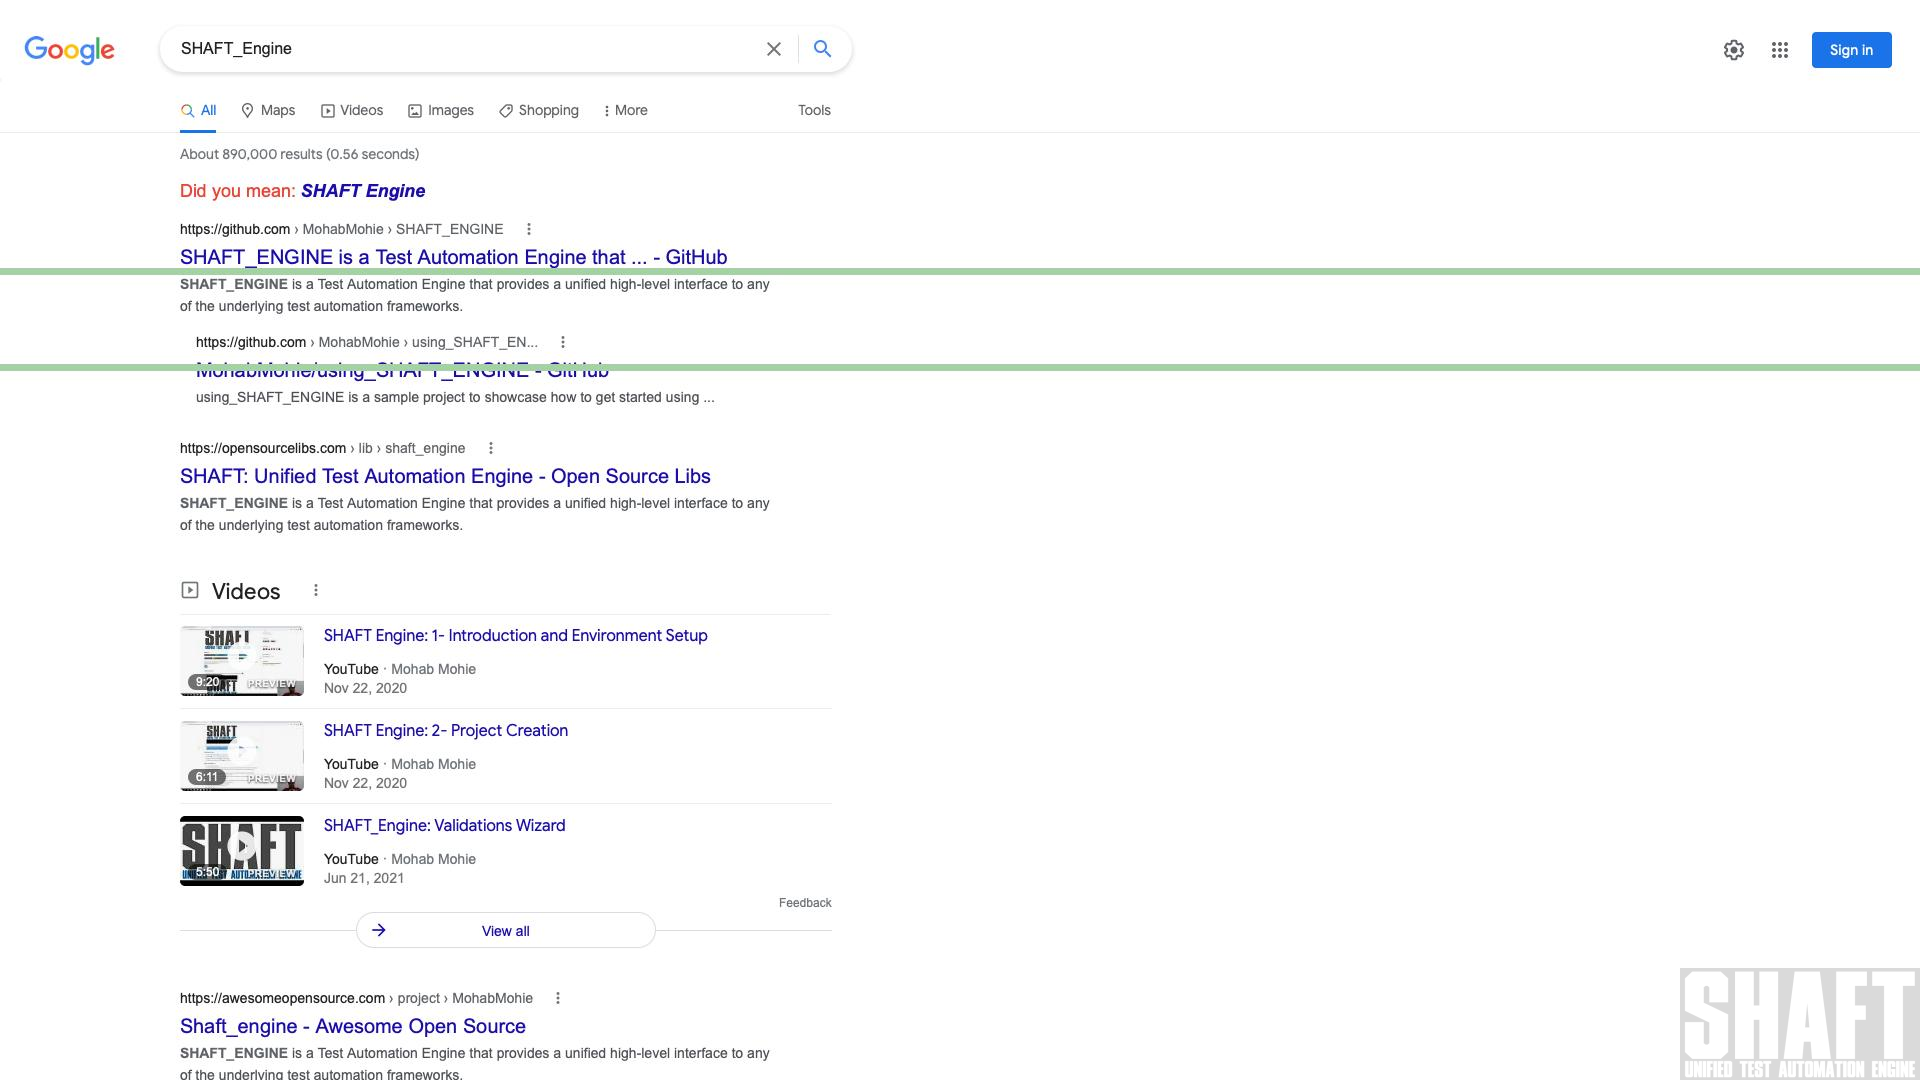 Google
SHAFT_Engine
Sign in
All
Maps
Videos
Images
Shopping
More
Tools
About 890,000 results (0.56 seconds)
Did you mean: SHAFT Engine
https://github.com › MohabMohie › SHAFT_ENGINE
SHAFT_ENGINE is a Test Automation Engine that ... - GitHub
SHAFT_ENGINE is a Test Automation Engine that provides a unified high-level interface to any
of the underlying test automation frameworks.
https://github.com › MohabMohie › using_SHAFT_EN...
MohabMohie/using_SHAFT_ENGINE - GitHub
using_SHAFT_ENGINE is a sample project to showcase how to get started using ...
https://opensourcelibs.com › lib › shaft_engine
SHAFT: Unified Test Automation Engine - Open Source Libs
SHAFT_ENGINE is a Test Automation Engine that provides a unified high-level interface to any
of the underlying test automation frameworks.
Videos
SHAFT
9:20
PREVIEW
SHAFT Engine: 1- Introduction and Environment Setup
YouTube · Mohab Mohie
Nov 22, 2020
SHAFT
6:11
PREVIEW
SHAFT Engine: 2- Project Creation
YouTube · Mohab Mohie
Nov 22, 2020
SHAFT
UNIFIED TEST AUTOMATION ENGINE
5:50
PREVIEW
SHAFT_Engine: Validations Wizard
YouTube · Mohab Mohie
Jun 21, 2021
Feedback
View all
https://awesomeopensource.com › project › MohabMohie
Shaft_engine - Awesome Open Source
SHAFT_ENGINE is a Test Automation Engine that provides a unified high-level interface to any
of the underlying test automation frameworks.
SHAFT
UNIFIED TEST AUTOMATION ENGINE